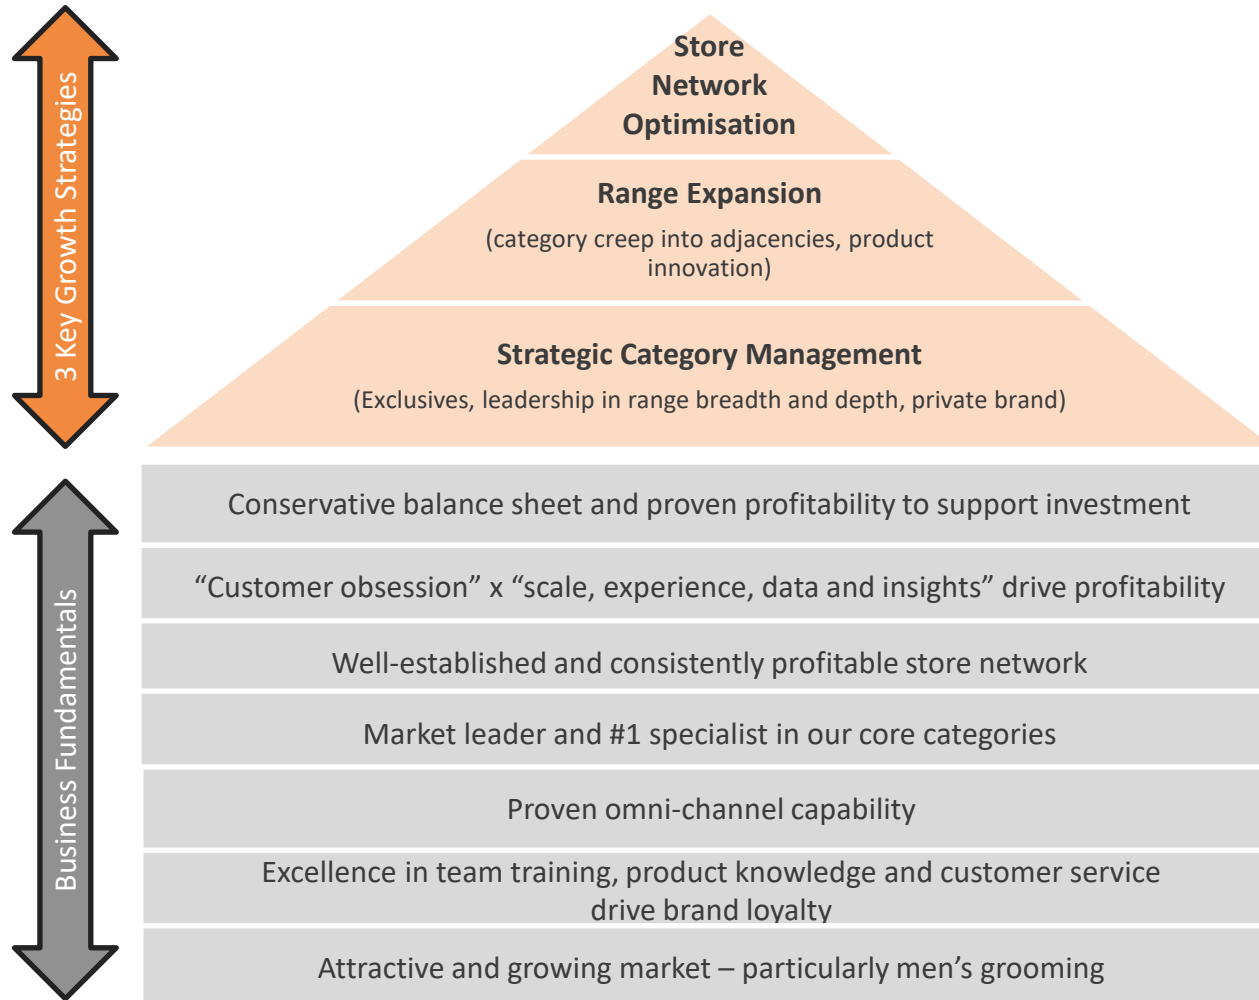 3 Key Growth Strategies
Store
Network
Optimisation
Range Expansion
(category creep into adjacencies, product
innovation)
Strategic Category Management
(Exclusives, leadership in range breadth and depth, private brand)
Business Fundamentals
Conservative balance sheet and proven profitability to support investment
“Customer obsession” x “scale, experience, data and insights” drive profitability
Well-established and consistently profitable store network
Market leader and #1 specialist in our core categories
Proven omni-channel capability
Excellence in team training, product knowledge and customer service
drive brand loyalty
Attractive and growing market – particularly men’s grooming